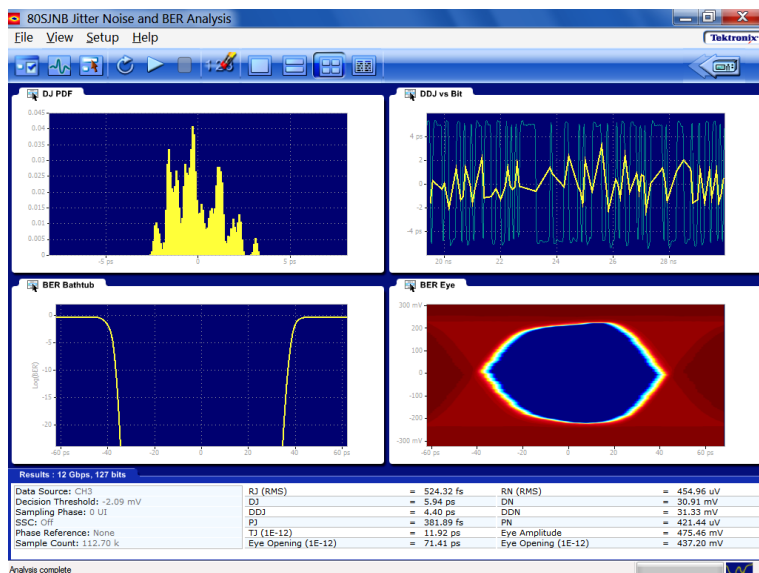 80SJNB Jitter Noise and BER Analysis
File View Setup Help
Tektronix
DJ PDF
0.045
0.04
0.035
0.03
0.025
0.02
0.015
0.01
0.005
0
-5 ps 0 5 ps
DDJ vs Bit
4 ps
2
0
-2
-4 ps
20 ns 22 24 26 28 ns
BER Bathtub
Log(BER)
0
-5
-10
-15
-20
-60 ps -40 -20 0 20 40 60 ps
BER Eye
300 mV
200
100
0
-100
-200
-300 mV
-60 ps -40 -20 0 20 40 60 ps
Results : 12 Gbps, 127 bits
Data Source: CH3
Decision Threshold: -2.09 mV
Sampling Phase: 0 UI
SSC: Off
Phase Reference: None
Sample Count: 112.70 k
RJ (RMS) = 524.32 fs
DJ = 5.94 ps
DDJ = 4.40 ps
PJ = 381.89 fs
TJ (1E-12) = 11.92 ps
Eye Opening (1E-12) = 71.41 ps
RN (RMS) = 454.96 uV
DN = 30.91 mV
DDN = 31.33 mV
PN = 421.44 uV
Eye Amplitude = 475.46 mV
Eye Opening (1E-12) = 437.20 mV
Analysis complete